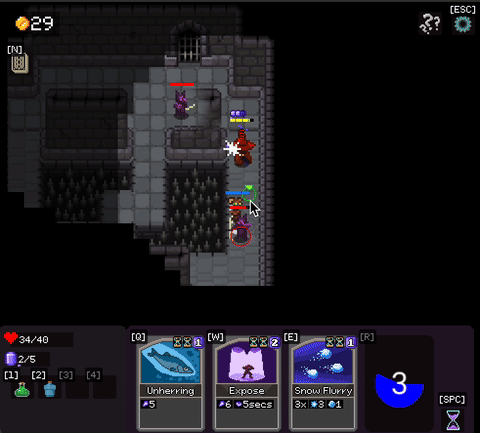 29
[ESC]
[N]
34/40
2/5
[1] [2] [3] [4]
[Q] 1
Unherring
5
[W] 2
Expose
6 5secs
[E] 1
Snow Flurry
3x 3 1
[R]
3
[SPC]